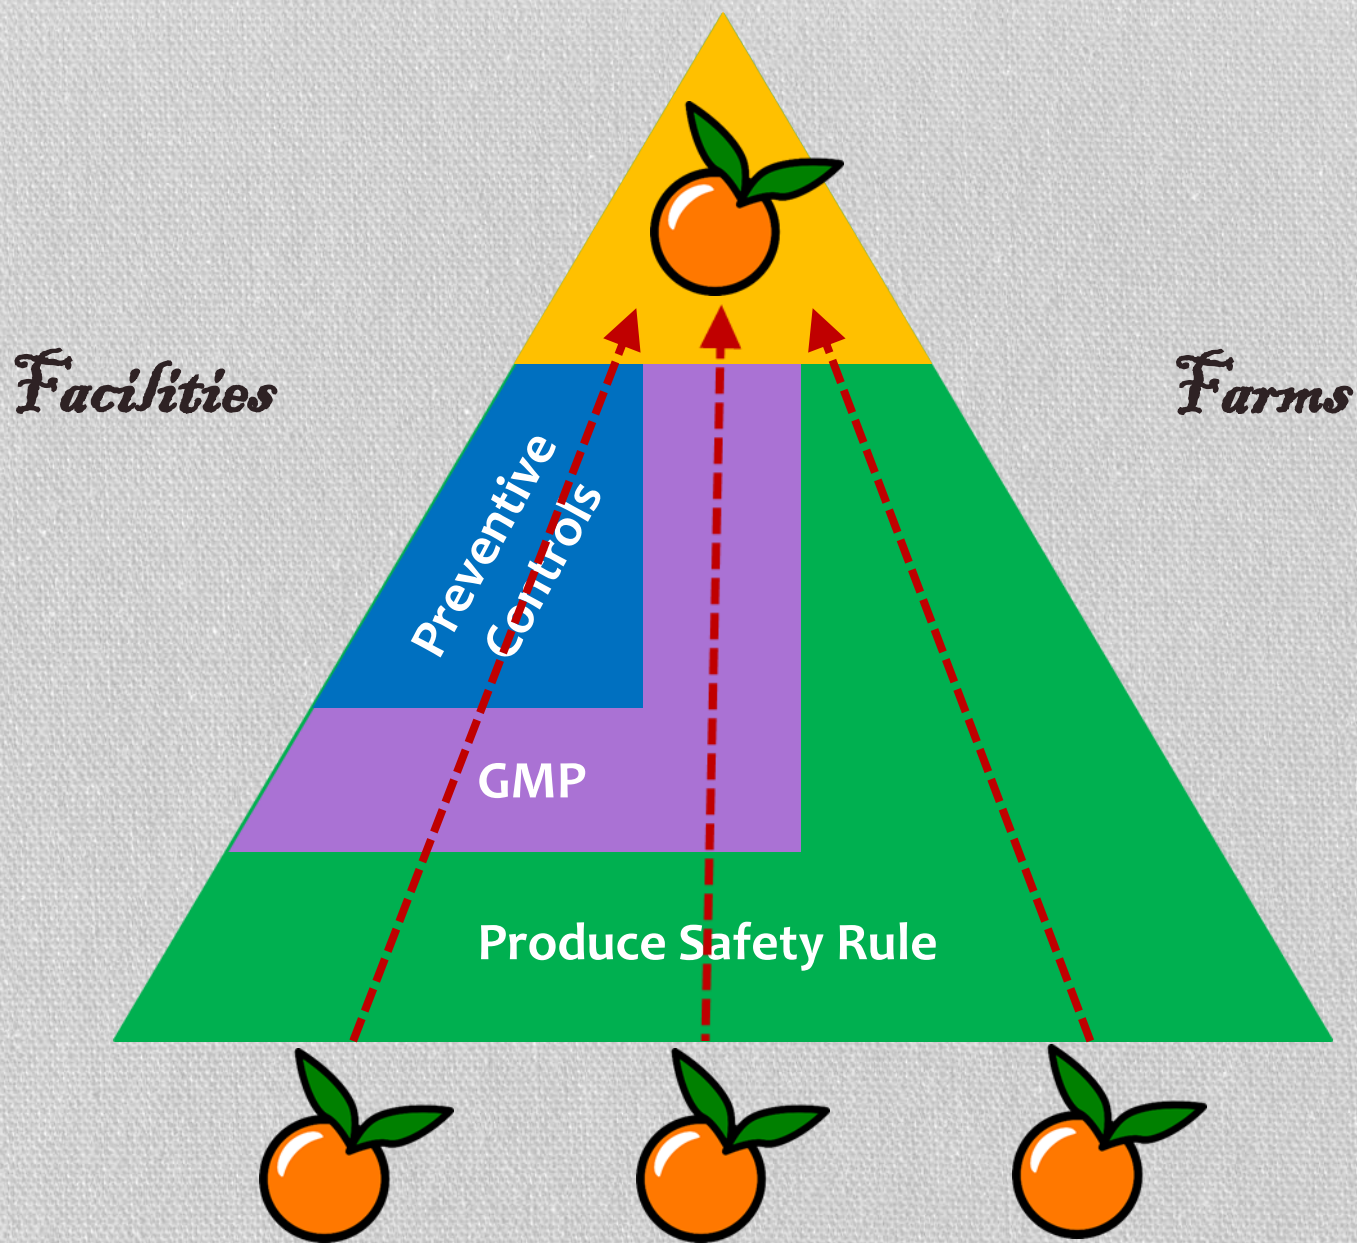 Facilities
Farms
Preventive
Controls
GMP
Produce Safety Rule